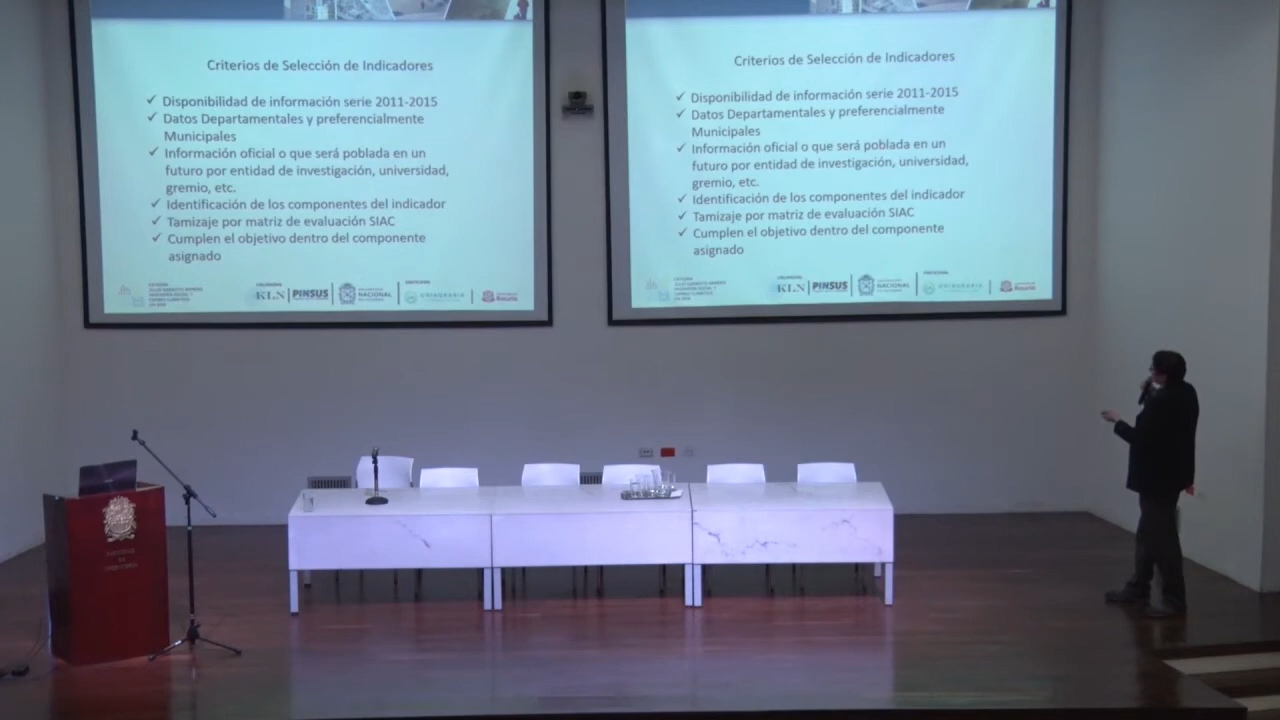 Criterios de Selección de Indicadores
✓ Disponibilidad de información serie 2011-2015
✓ Datos Departamentales y preferencialmente
Municipales
✓ Información oficial o que será poblada en un
futuro por entidad de investigación, universidad,
gremio, etc.
✓ Identificación de los componentes del indicador
✓ Tamizaje por matriz de evaluación SIAC
✓ Cumplen el objetivo dentro del componente
asignado
KLN PINSUS NACIONAL UNIAGRARIA Rosario
Criterios de Selección de Indicadores
✓ Disponibilidad de información serie 2011-2015
✓ Datos Departamentales y preferencialmente
Municipales
✓ Información oficial o que será poblada en un
futuro por entidad de investigación, universidad,
gremio, etc.
✓ Identificación de los componentes del indicador
✓ Tamizaje por matriz de evaluación SIAC
✓ Cumplen el objetivo dentro del componente
asignado
KLN PINSUS NACIONAL UNIAGRARIA Rosario